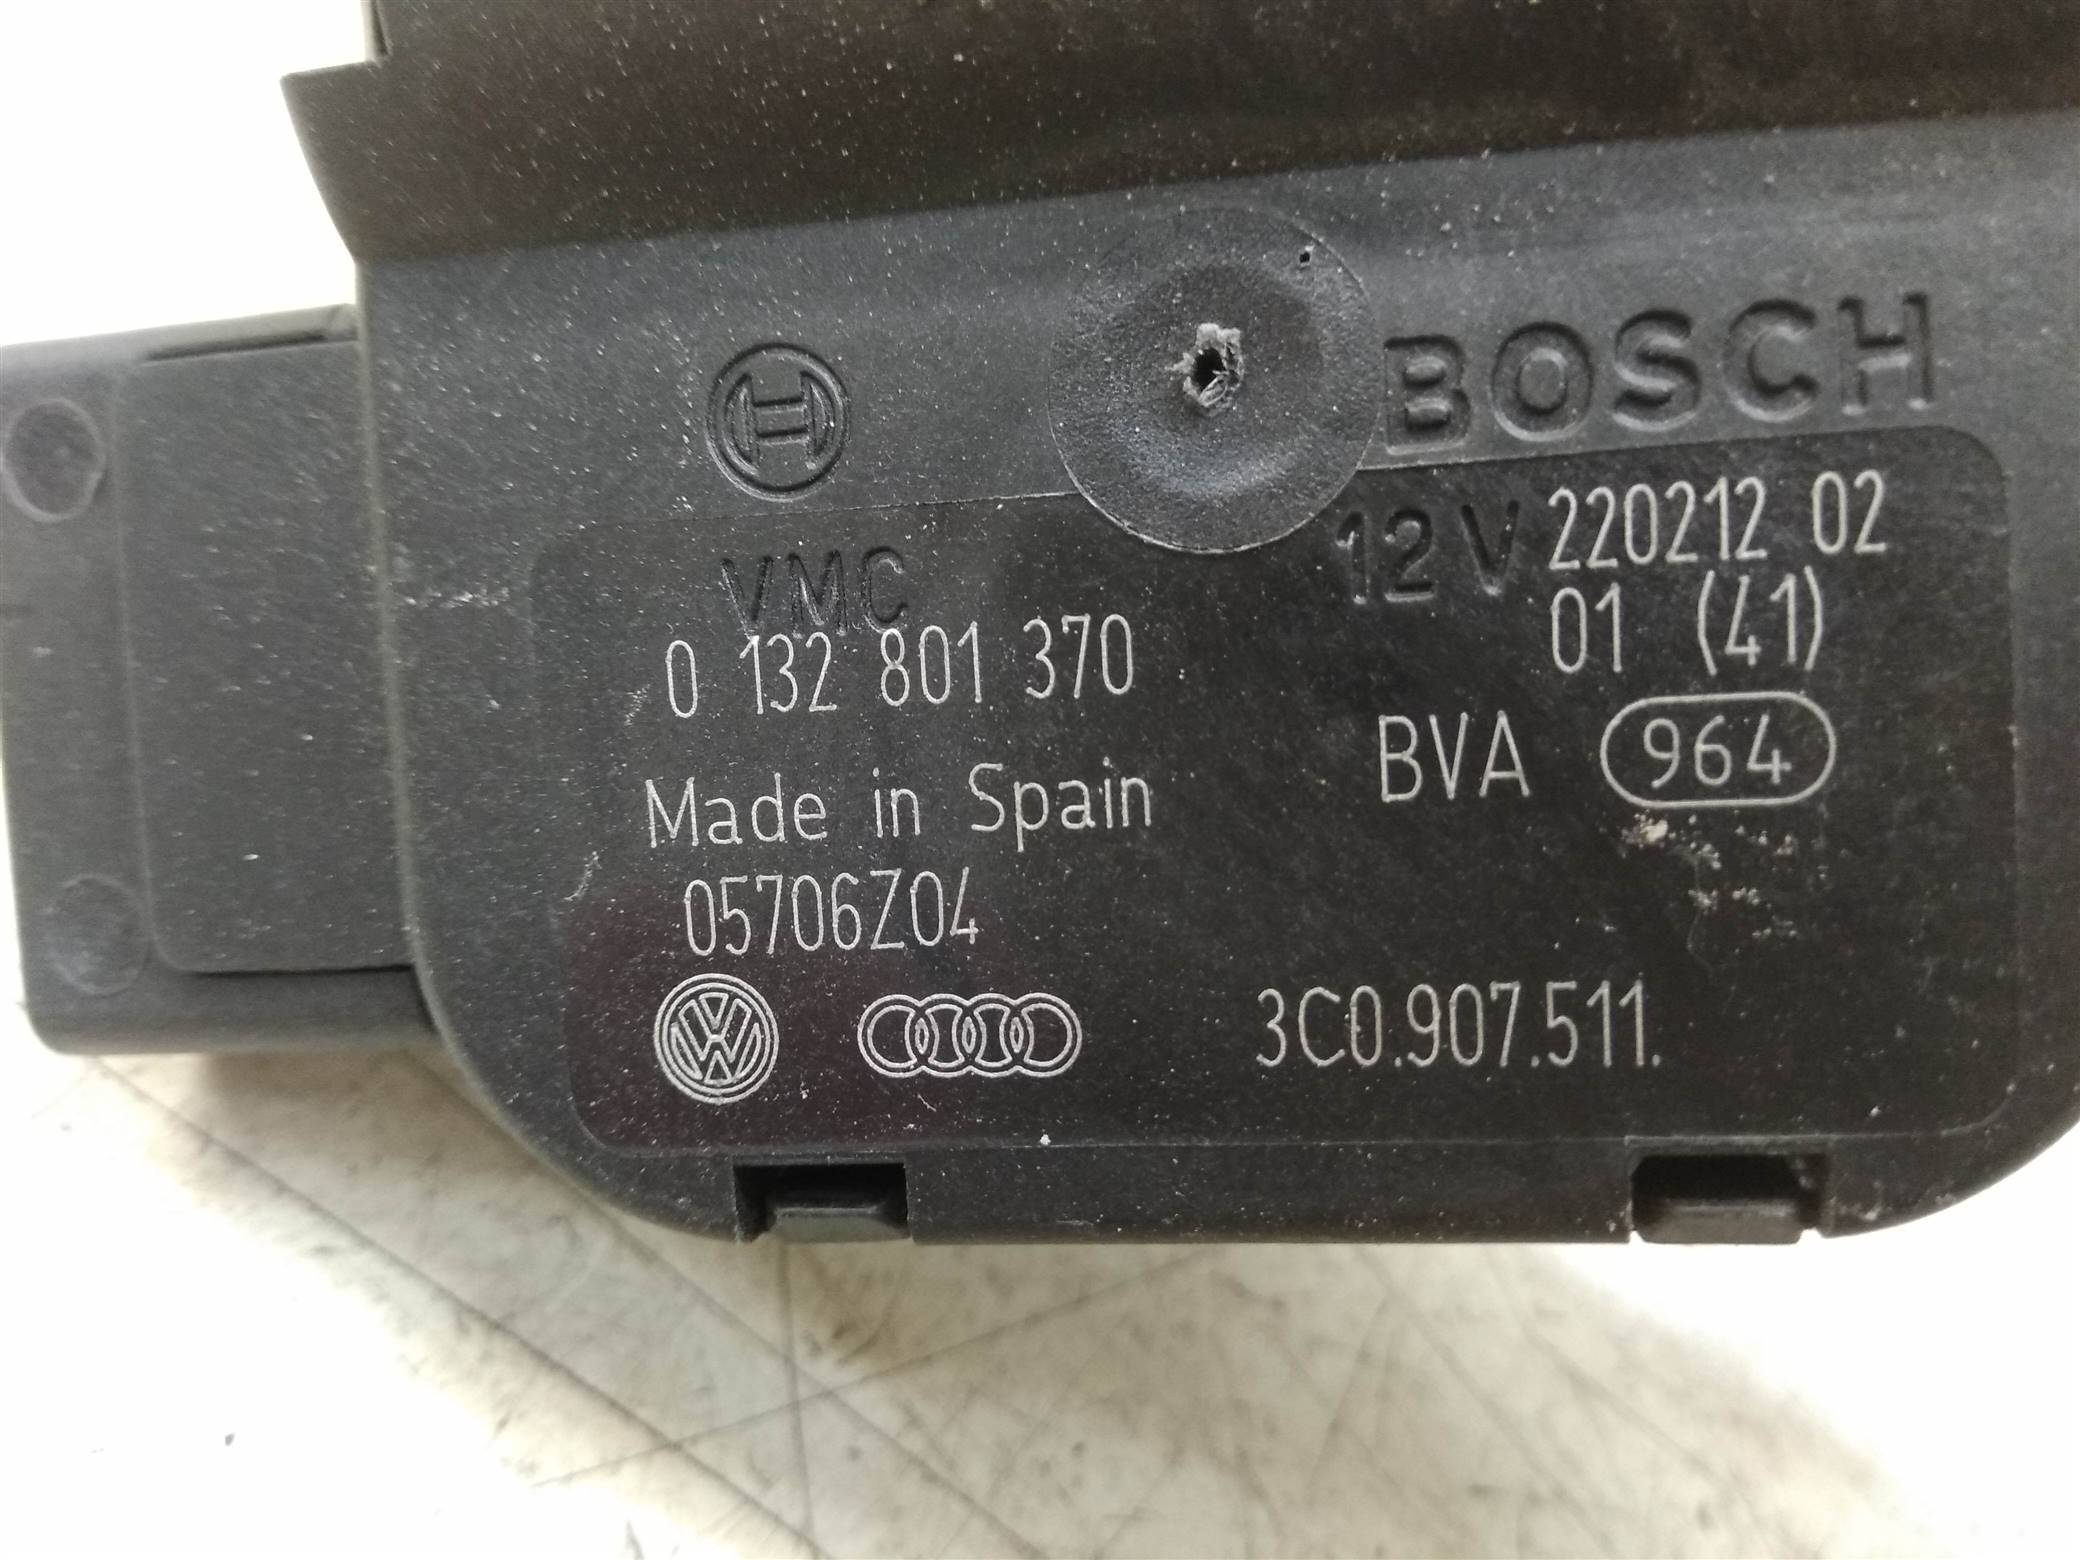 BOSCH
12V 220212 02
VMC
01 (41)
0 132 801 370
BVA 964
Made in Spain
05706Z04
3C0.907.511.